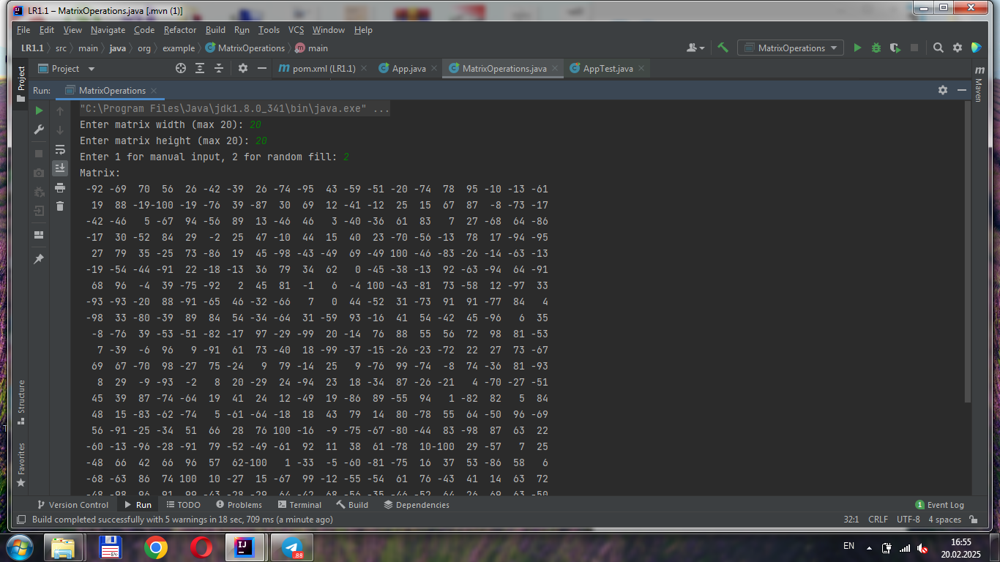 LR1.1 – MatrixOperations.java [.mvn (1)]
File Edit View Navigate Code Refactor Build Run Tools VCS Window Help
LR1.1 src main java org example MatrixOperations main MatrixOperations
Project pom.xml (LR1.1) App.java MatrixOperations.java AppTest.java
Project
Maven
Run: MatrixOperations
"C:\Program Files\Java\jdk1.8.0_341\bin\java.exe" ...
Enter matrix width (max 20): 20
Enter matrix height (max 20): 20
Enter 1 for manual input, 2 for random fill: 2
Matrix:
-92 -69 70 56 26 -42 -39 26 -74 -95 43 -59 -51 -20 -74 78 95 -10 -13 -61
19 88 -19-100 -19 -76 39 -87 30 69 12 -41 -12 25 15 67 87 -8 -73 -17
-42 -46 5 -67 94 -56 89 13 -46 46 3 -40 -36 61 83 7 27 -68 64 -86
-17 30 -52 84 29 -2 25 47 -10 44 15 40 23 -70 -56 -13 78 17 -94 -95
27 79 35 -25 73 -86 19 45 -98 -43 -49 69 -49 100 -46 -83 -26 -14 -63 -13
-19 -54 -44 -91 22 -18 -13 36 79 34 62 0 -45 -38 -13 92 -63 -94 64 -91
68 96 -4 39 -75 -92 2 45 81 -1 6 -4 100 -43 -81 73 -58 12 -97 33
-93 -93 -20 88 -91 -65 46 -32 -66 7 0 44 -52 31 -73 91 91 -77 84 4
-98 33 -80 -39 89 84 54 -34 -64 31 -59 93 -16 41 54 -42 45 -96 6 35
-8 -76 39 -53 -51 -82 -17 97 -29 -99 20 -14 76 88 55 56 72 98 81 -53
7 -39 -6 96 9 -91 61 73 -40 18 -99 -37 -15 -26 -23 -72 22 27 73 -67
69 67 -70 98 -27 75 -24 9 79 -14 25 9 -76 99 -74 -8 74 -36 81 -93
8 29 -9 -93 -2 8 20 -29 24 -94 23 18 -34 87 -26 -21 4 -70 -27 -51
45 39 87 -74 -64 19 41 24 12 -49 19 -86 89 -55 94 1 -82 82 5 84
48 15 -83 -62 -74 5 -61 -64 -18 18 43 79 14 80 -78 55 64 -50 96 -69
56 -91 -25 -34 51 66 28 76 100 -16 -9 -75 -67 -80 -44 83 -98 87 63 22
-60 -13 -96 -28 -91 79 -52 -49 -61 92 11 38 61 -78 10-100 29 -57 7 25
-48 66 42 66 96 57 62-100 1 -33 -5 -60 -81 -75 16 37 53 -86 58 6
-68 -63 86 74 100 10 -27 15 -67 99 -12 -55 -54 61 76 -43 41 14 63 72
Structure
Favorites
Version Control Run TODO Problems Terminal Build Dependencies 1 Event Log
Build completed successfully with 5 warnings in 18 sec, 709 ms (a minute ago) 32:1 CRLF UTF-8 4 spaces
EN 16:55
20.02.2025